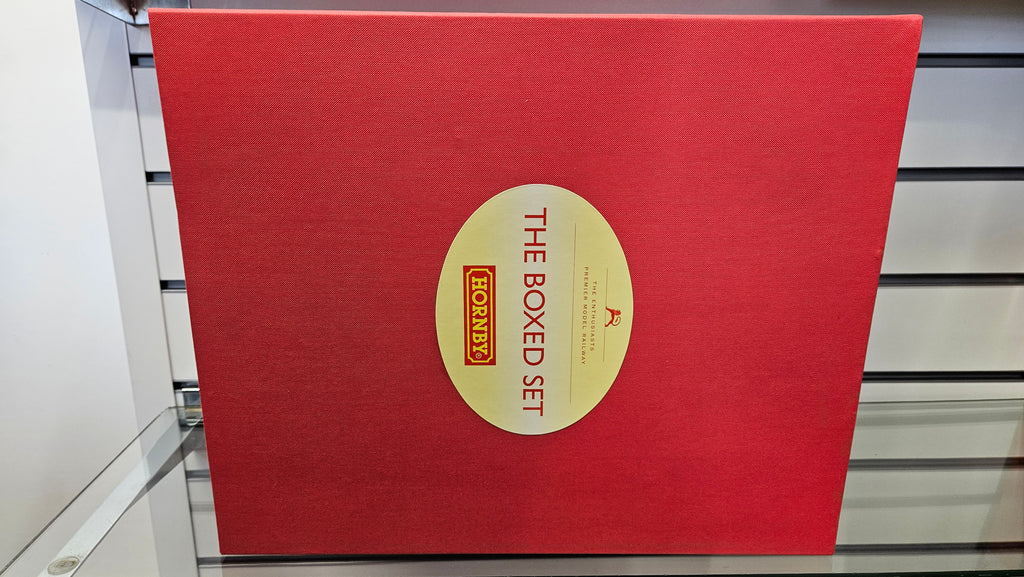 THE ENTHUSIASTS
PREMIER MODEL RAILWAY
THE BOXED SET
HORNBY®